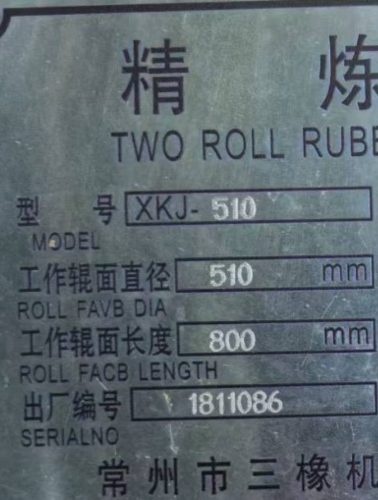 精 炼
TWO ROLL RUBB
型 号 XKJ- 510
MODEL
工作辊面直径 510 mm
ROLL FAVB DIA
工作辊面长度 800 mm
ROLL FACB LENGTH
出厂编号 1811086
SERIALNO
常州市三橡机